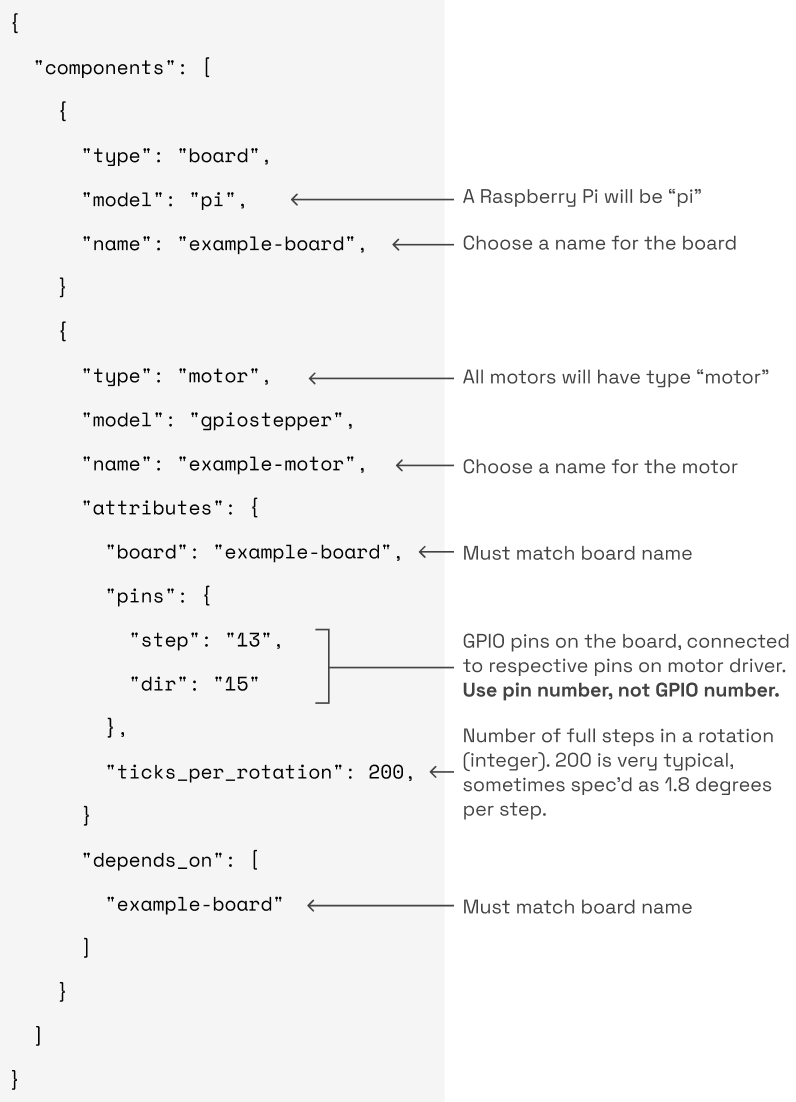 {
"components": [
{
"type": "board",
"model": "pi",
A Raspberry Pi will be “pi”
"name": "example-board",
Choose a name for the board
}
{
"type": "motor",
All motors will have type “motor”
"model": "gpiostepper",
"name": "example-motor",
Choose a name for the motor
"attributes": {
"board": "example-board",
Must match board name
"pins": {
"step": "13",
"dir": "15"
GPIO pins on the board, connected
to respective pins on motor driver.
Use pin number, not GPIO number.
},
"ticks_per_rotation": 200,
Number of full steps in a rotation
(integer). 200 is very typical,
sometimes spec’d as 1.8 degrees
per step.
}
"depends_on": [
"example-board"
Must match board name
]
}
]
}